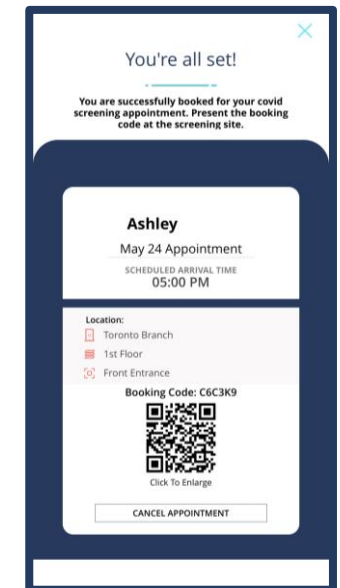 You're all set!
You are successfully booked for your covid
screening appointment. Present the booking
code at the screening site.
Ashley
May 24 Appointment
SCHEDULED ARRIVAL TIME
05:00 PM
Location:
Toronto Branch
1st Floor
Front Entrance
Booking Code: C6C3K9
Click To Enlarge
CANCEL APPOINTMENT